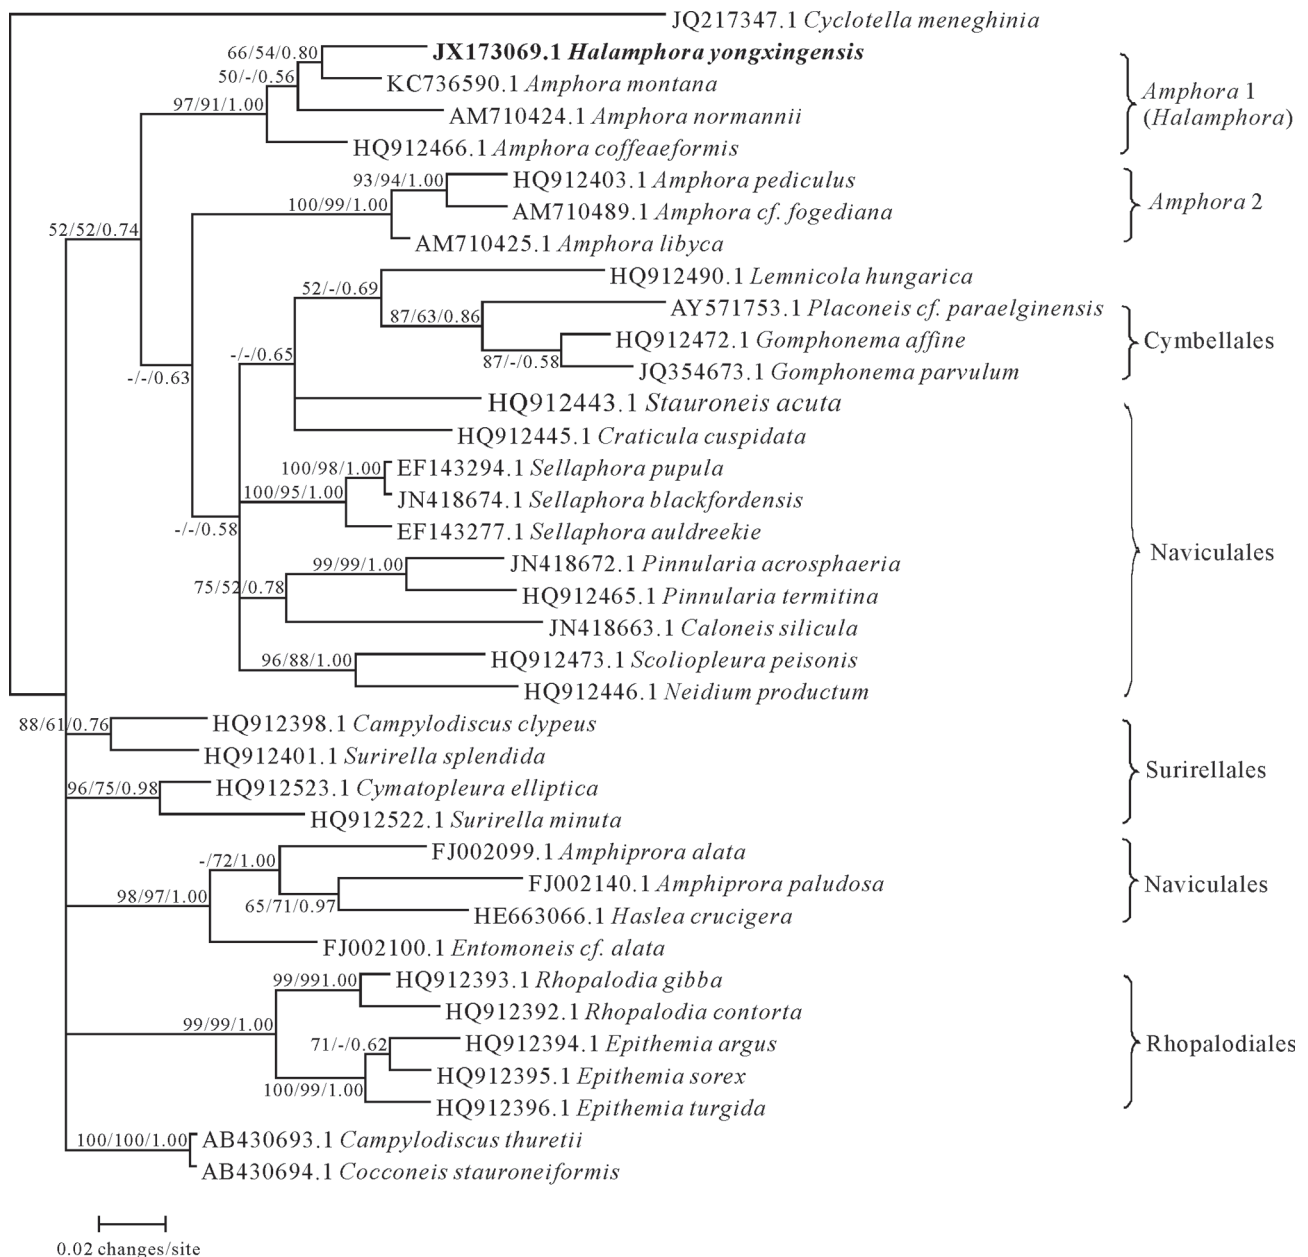 JQ217347.1 Cyclotella meneghinia
66/54/0.80
JX173069.1 Halamphora yongxingensis
50/-/0.56
KC736590.1 Amphora montana
97/91/1.00
AM710424.1 Amphora normannii
HQ912466.1 Amphora coffeaeformis
Amphora 1
(Halamphora)
93/94/1.00
HQ912403.1 Amphora pediculus
100/99/1.00
AM710489.1 Amphora cf. fogediana
AM710425.1 Amphora libyca
Amphora 2
52/52/0.74
HQ912490.1 Lemnicola hungarica
52/-/0.69
AY571753.1 Placoneis cf. paraelginensis
87/63/0.86
HQ912472.1 Gomphonema affine
87/-/0.58
JQ354673.1 Gomphonema parvulum
Cymbellales
-/-/0.65
-/-/0.63
HQ912443.1 Stauroneis acuta
HQ912445.1 Craticula cuspidata
100/98/1.00
EF143294.1 Sellaphora pupula
100/95/1.00
JN418674.1 Sellaphora blackfordensis
-/-/0.58
EF143277.1 Sellaphora auldreekie
99/99/1.00
JN418672.1 Pinnularia acrosphaeria
75/52/0.78
HQ912465.1 Pinnularia termitina
JN418663.1 Caloneis silicula
96/88/1.00
HQ912473.1 Scoliopleura peisonis
HQ912446.1 Neidium productum
Naviculales
88/61/0.76
HQ912398.1 Campylodiscus clypeus
HQ912401.1 Surirella splendida
96/75/0.98
HQ912523.1 Cymatopleura elliptica
HQ912522.1 Surirella minuta
Surirellales
-/72/1.00
FJ002099.1 Amphiprora alata
98/97/1.00
FJ002140.1 Amphiprora paludosa
65/71/0.97
HE663066.1 Haslea crucigera
FJ002100.1 Entomoneis cf. alata
Naviculales
99/991.00
HQ912393.1 Rhopalodia gibba
HQ912392.1 Rhopalodia contorta
99/99/1.00
71/-/0.62
HQ912394.1 Epithemia argus
HQ912395.1 Epithemia sorex
100/99/1.00
HQ912396.1 Epithemia turgida
Rhopalodiales
100/100/1.00
AB430693.1 Campylodiscus thuretii
AB430694.1 Cocconeis stauroneiformis
0.02 changes/site